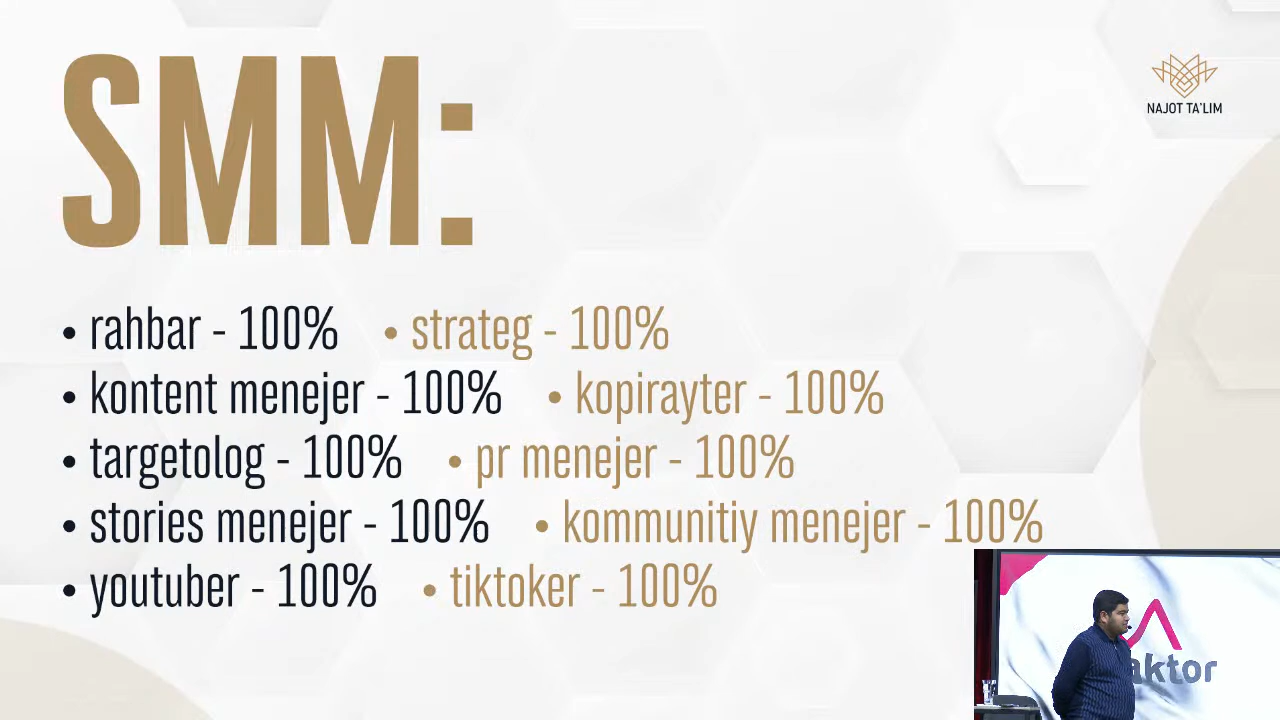 SMM:
NAJOT TA'LIM
• rahbar - 100% • strateg - 100%
• kontent menejer - 100% • kopirayter - 100%
• targetolog - 100% • pr menejer - 100%
• stories menejer - 100% • kommunitiy menejer - 100%
• youtuber - 100% • tiktoker - 100%
aktor